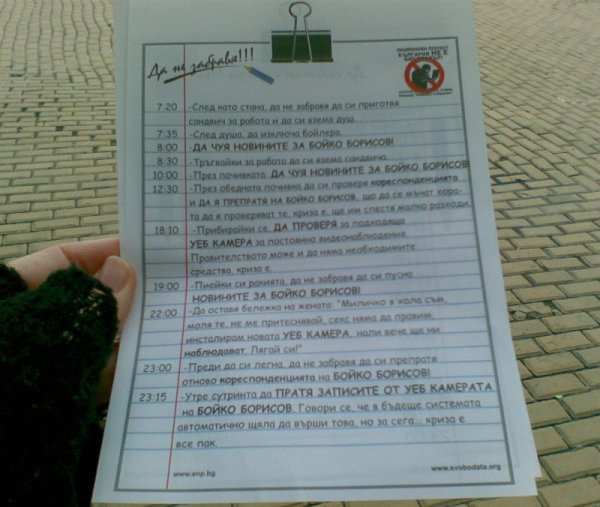 Да не забравя!!!
НАЦИОНАЛЕН ПРОТЕСТ
БЪЛГАРИЯ НЕ Е
7:20 -След като стана, да не забравя да си приготвя
сандвич за работа и да си взема душ.
7:35 -След душа, да изключа бойлера.
8:00 -ДА ЧУЯ НОВИНИТЕ ЗА БОЙКО БОРИСОВ!
8:30 -Тръгвайки за работа да си взема сандвича.
10:00 -През почивката: ДА ЧУЯ НОВИНИТЕ ЗА БОЙКО БОРИСОВ
12:30 -През обедната почивка да си проверя кореспонденцията
И ДА Я ПРЕПРАТЯ НА БОЙКО БОРИСОВ, що да се мъчат хора-
та да я проверяват те, криза е, ще им спестя малко разходи.
18:10 -Прибирайки се, ДА ПРОВЕРЯ за подходяща
УЕБ КАМЕРА за постоянно видеонаблюдение.
Правителството може и да няма необходимите
средства, криза е.
19:00 -Пиейки си ракията, да не забравя да си пусна
НОВИНИТЕ ЗА БОЙКО БОРИСОВ!
22:00 -Да оставя бележка на жената: "Миличко в хола съм,
моля те, не ме притеснявай, секс няма да правим,
инсталирам новата УЕБ КАМЕРА, нали вече ще ни
наблюдават. Лягай си!"
23:00 -Преди да си легна, да не забравя да си препратя
отново кореспонденцията на БОЙКО БОРИСОВ!
23:15 -Утре сутринта да ПРАТЯ ЗАПИСИТЕ ОТ УЕБ КАМЕРАТА
на БОЙКО БОРИСОВ. Говори се, че в бъдеще системата
автоматично щяла да върши това, но за сега... криза е
все пак.
www.enp.bg
www.svobodata.org